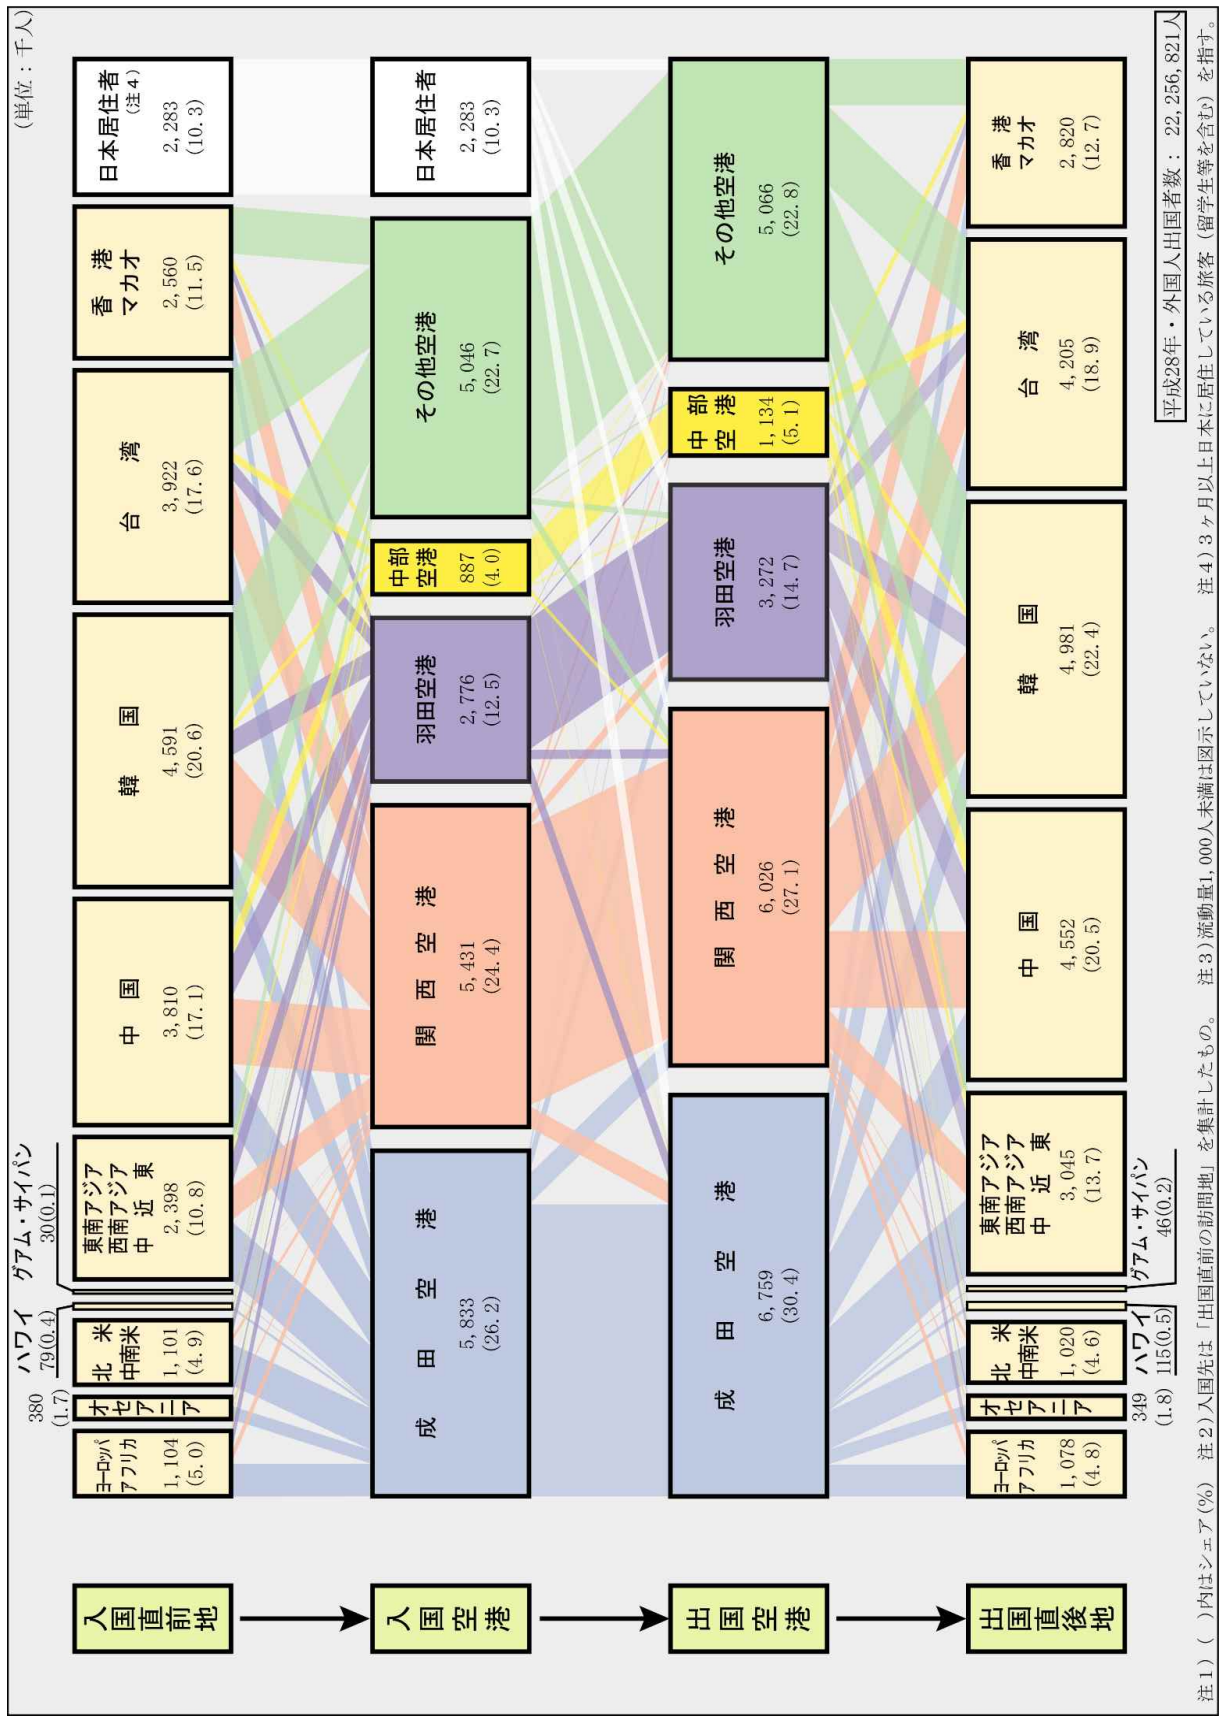 (単位：千人)
入国直前地
ヨーロッパ
アフリカ
1,104
(5.0)
オセアニア
380
(1.7)
北米
中南米
1,101
(4.9)
ハワイ
79(0.4)
グアム・サイパン
30(0.1)
東南アジア
西南アジア
中近東
2,398
(10.8)
中国
3,810
(17.1)
韓国
4,591
(20.6)
台湾
3,922
(17.6)
香港
マカオ
2,560
(11.5)
日本居住者
(注4)
2,283
(10.3)
入国空港
成田空港
5,833
(26.2)
関西空港
5,431
(24.4)
羽田空港
2,776
(12.5)
中部
空港
887
(4.0)
その他空港
5,046
(22.7)
日本居住者
2,283
(10.3)
出国空港
成田空港
6,759
(30.4)
関西空港
6,026
(27.1)
羽田空港
3,272
(14.7)
中部
空港
1,134
(5.1)
その他空港
5,066
(22.8)
出国直後地
ヨーロッパ
アフリカ
1,078
(4.8)
オセアニア
349
(1.8)
北米
中南米
1,020
(4.6)
ハワイ
115(0.5)
グアム・サイパン
46(0.2)
東南アジア
西南アジア
中近東
3,045
(13.7)
中国
4,552
(20.5)
韓国
4,981
(22.4)
台湾
4,205
(18.9)
香港
マカオ
2,820
(12.7)
平成28年・外国人出国者数： 22,256,821人
注1)（ ）内はシェア(%) 注2)入国先は「出国直前の訪問地」を集計したもの。 注3)流動量1,000人未満は図示していない。 注4)3ヶ月以上日本に居住している旅客（留学生等を含む）を指す。